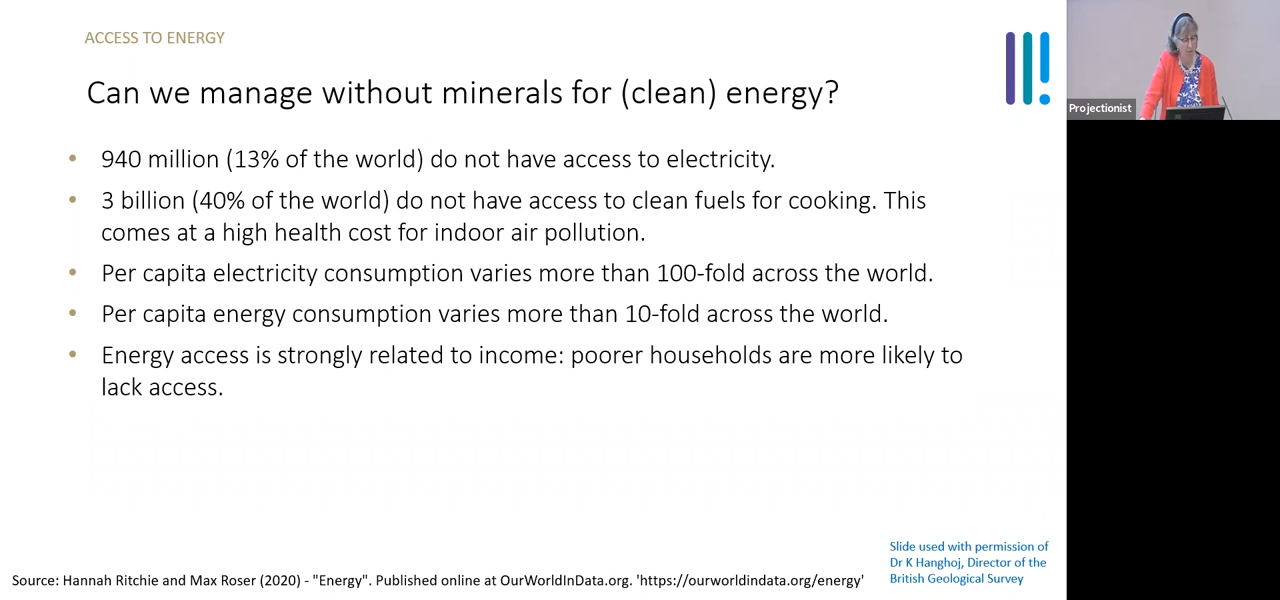 ACCESS TO ENERGY
Can we manage without minerals for (clean) energy?
• 940 million (13% of the world) do not have access to electricity.
• 3 billion (40% of the world) do not have access to clean fuels for cooking. This
comes at a high health cost for indoor air pollution.
• Per capita electricity consumption varies more than 100-fold across the world.
• Per capita energy consumption varies more than 10-fold across the world.
• Energy access is strongly related to income: poorer households are more likely to
lack access.
Slide used with permission of
Dr K Hanghoj, Director of the
British Geological Survey
Source: Hannah Ritchie and Max Roser (2020) - "Energy". Published online at OurWorldInData.org. 'https://ourworldindata.org/energy'
Projectionist